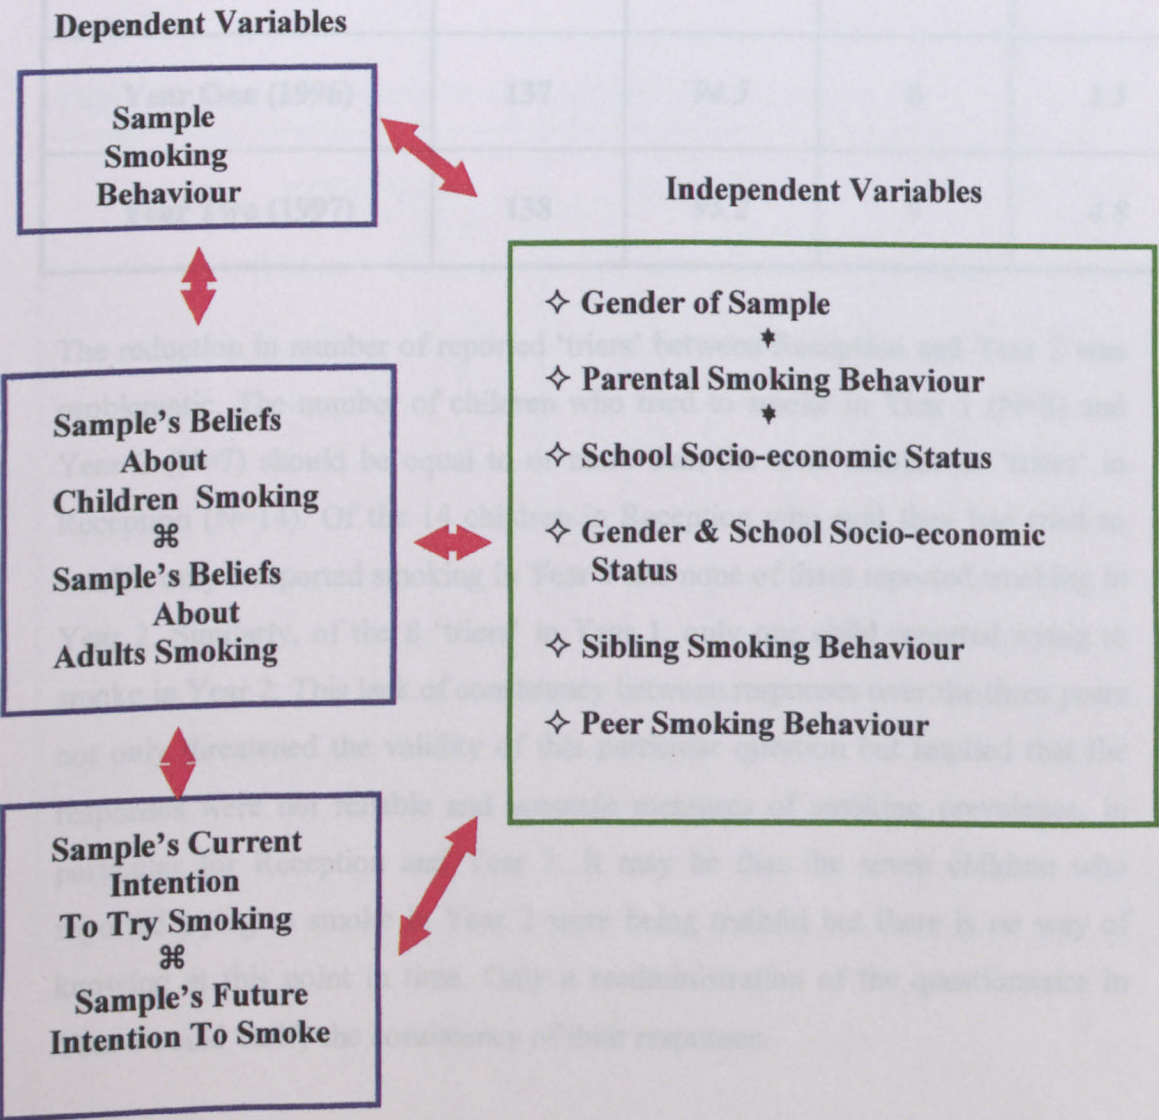 Dependent Variables
Sample
Smoking
Behaviour
Sample's Beliefs
About
Children Smoking
⌘
Sample's Beliefs
About
Adults Smoking
Sample's Current
Intention
To Try Smoking
⌘
Sample's Future
Intention To Smoke
Independent Variables
✧ Gender of Sample
✧ Parental Smoking Behaviour
✧ School Socio-economic Status
✧ Gender & School Socio-economic
Status
✧ Sibling Smoking Behaviour
✧ Peer Smoking Behaviour